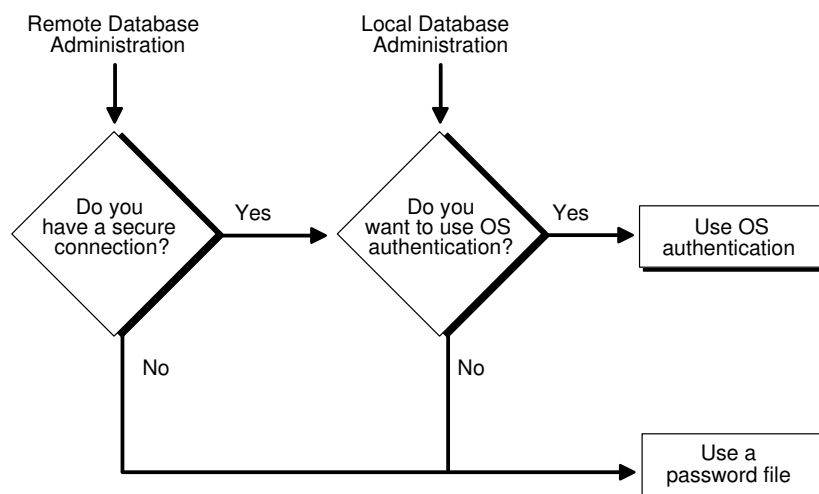 Remote Database
Administration
Local Database
Administration
Do you
have a secure
connection?
Yes
Do you
want to use OS
authentication?
Yes
Use OS
authentication
No
No
Use a
password file